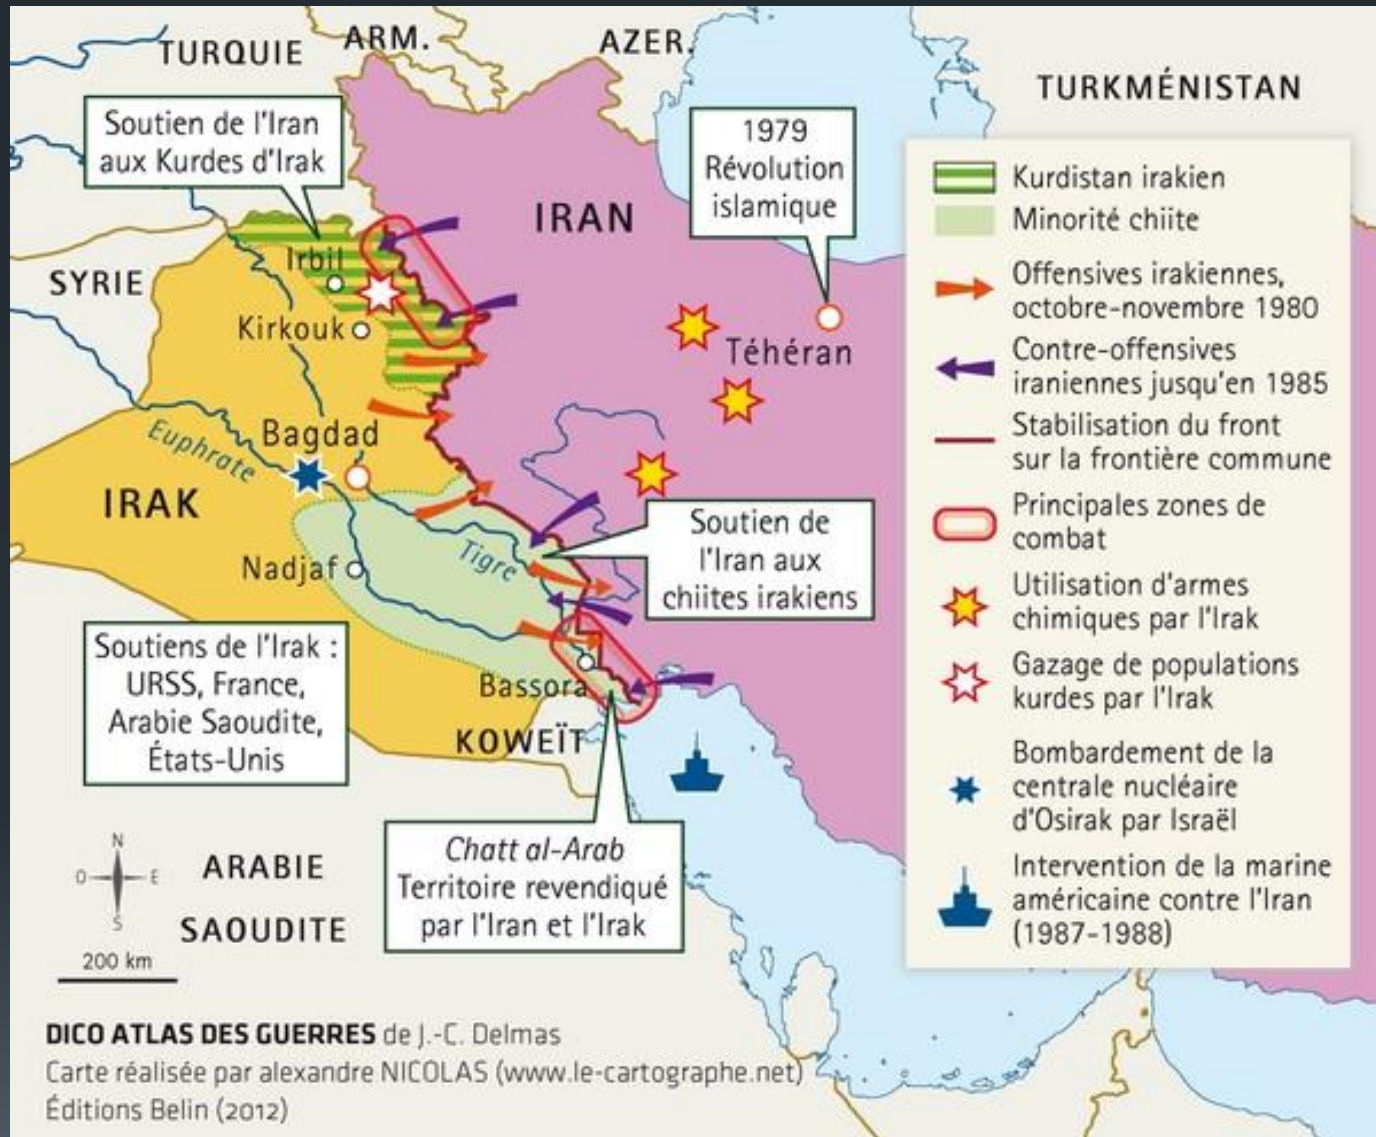 TURQUIE
ARM.
AZER.
TURKMÉNISTAN
Soutien de l'Iran
aux Kurdes d'Irak
1979
Révolution
islamique
IRAN
SYRIE
Irbil
Kirkouk
Téhéran
Bagdad
Euphrate
IRAK
Nadjaf
Tigre
Soutien de
l'Iran aux
chiites irakiens
Soutiens de l'Irak :
URSS, France,
Arabie Saoudite,
États-Unis
Bassora
KOWEÏT
Chatt al-Arab
Territoire revendiqué
par l'Iran et l'Irak
N
O
E
S
200 km
ARABIE
SAOUDITE
Kurdistan irakien
Minorité chiite
Offensives irakiennes,
octobre-novembre 1980
Contre-offensives
iraniennes jusqu'en 1985
Stabilisation du front
sur la frontière commune
Principales zones de
combat
Utilisation d'armes
chimiques par l'Irak
Gazage de populations
kurdes par l'Irak
Bombardement de la
centrale nucléaire
d'Osirak par Israël
Intervention de la marine
américaine contre l'Iran
(1987-1988)
DICO ATLAS DES GUERRES de J.-C. Delmas
Carte réalisée par alexandre NICOLAS (www.le-cartographe.net)
Éditions Belin (2012)